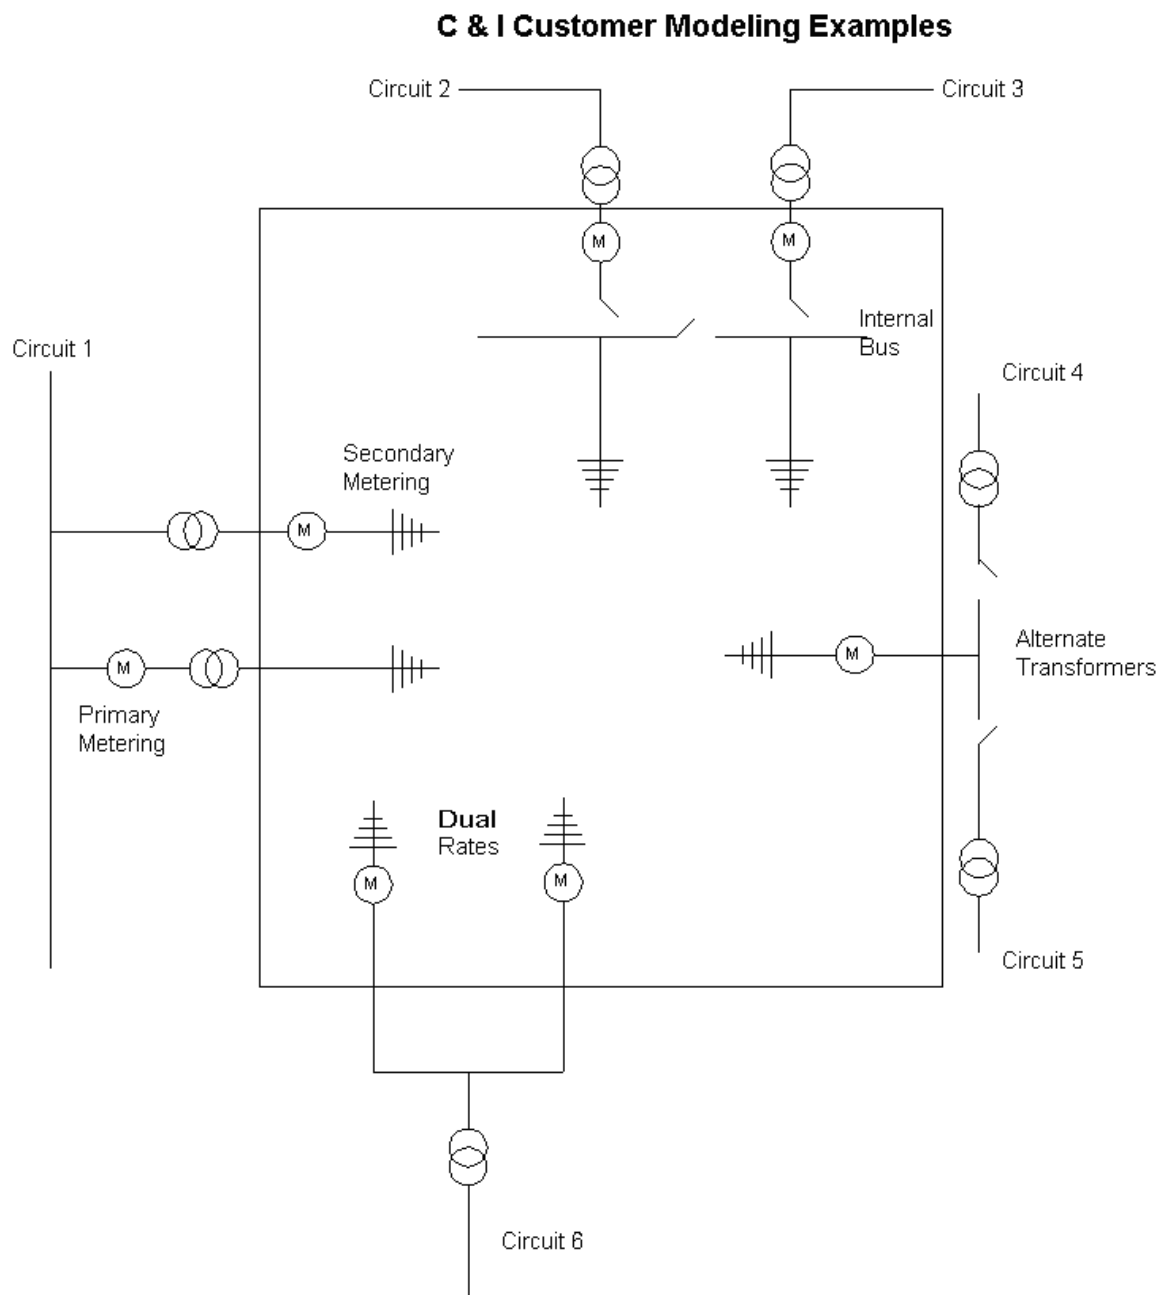 C & I Customer Modeling Examples
Circuit 2
Circuit 3
M
M
Internal
Bus
Circuit 1
Circuit 4
Secondary
Metering
M
M
Primary
Metering
M
Alternate
Transformers
Dual
Rates
M
M
Circuit 5
Circuit 6